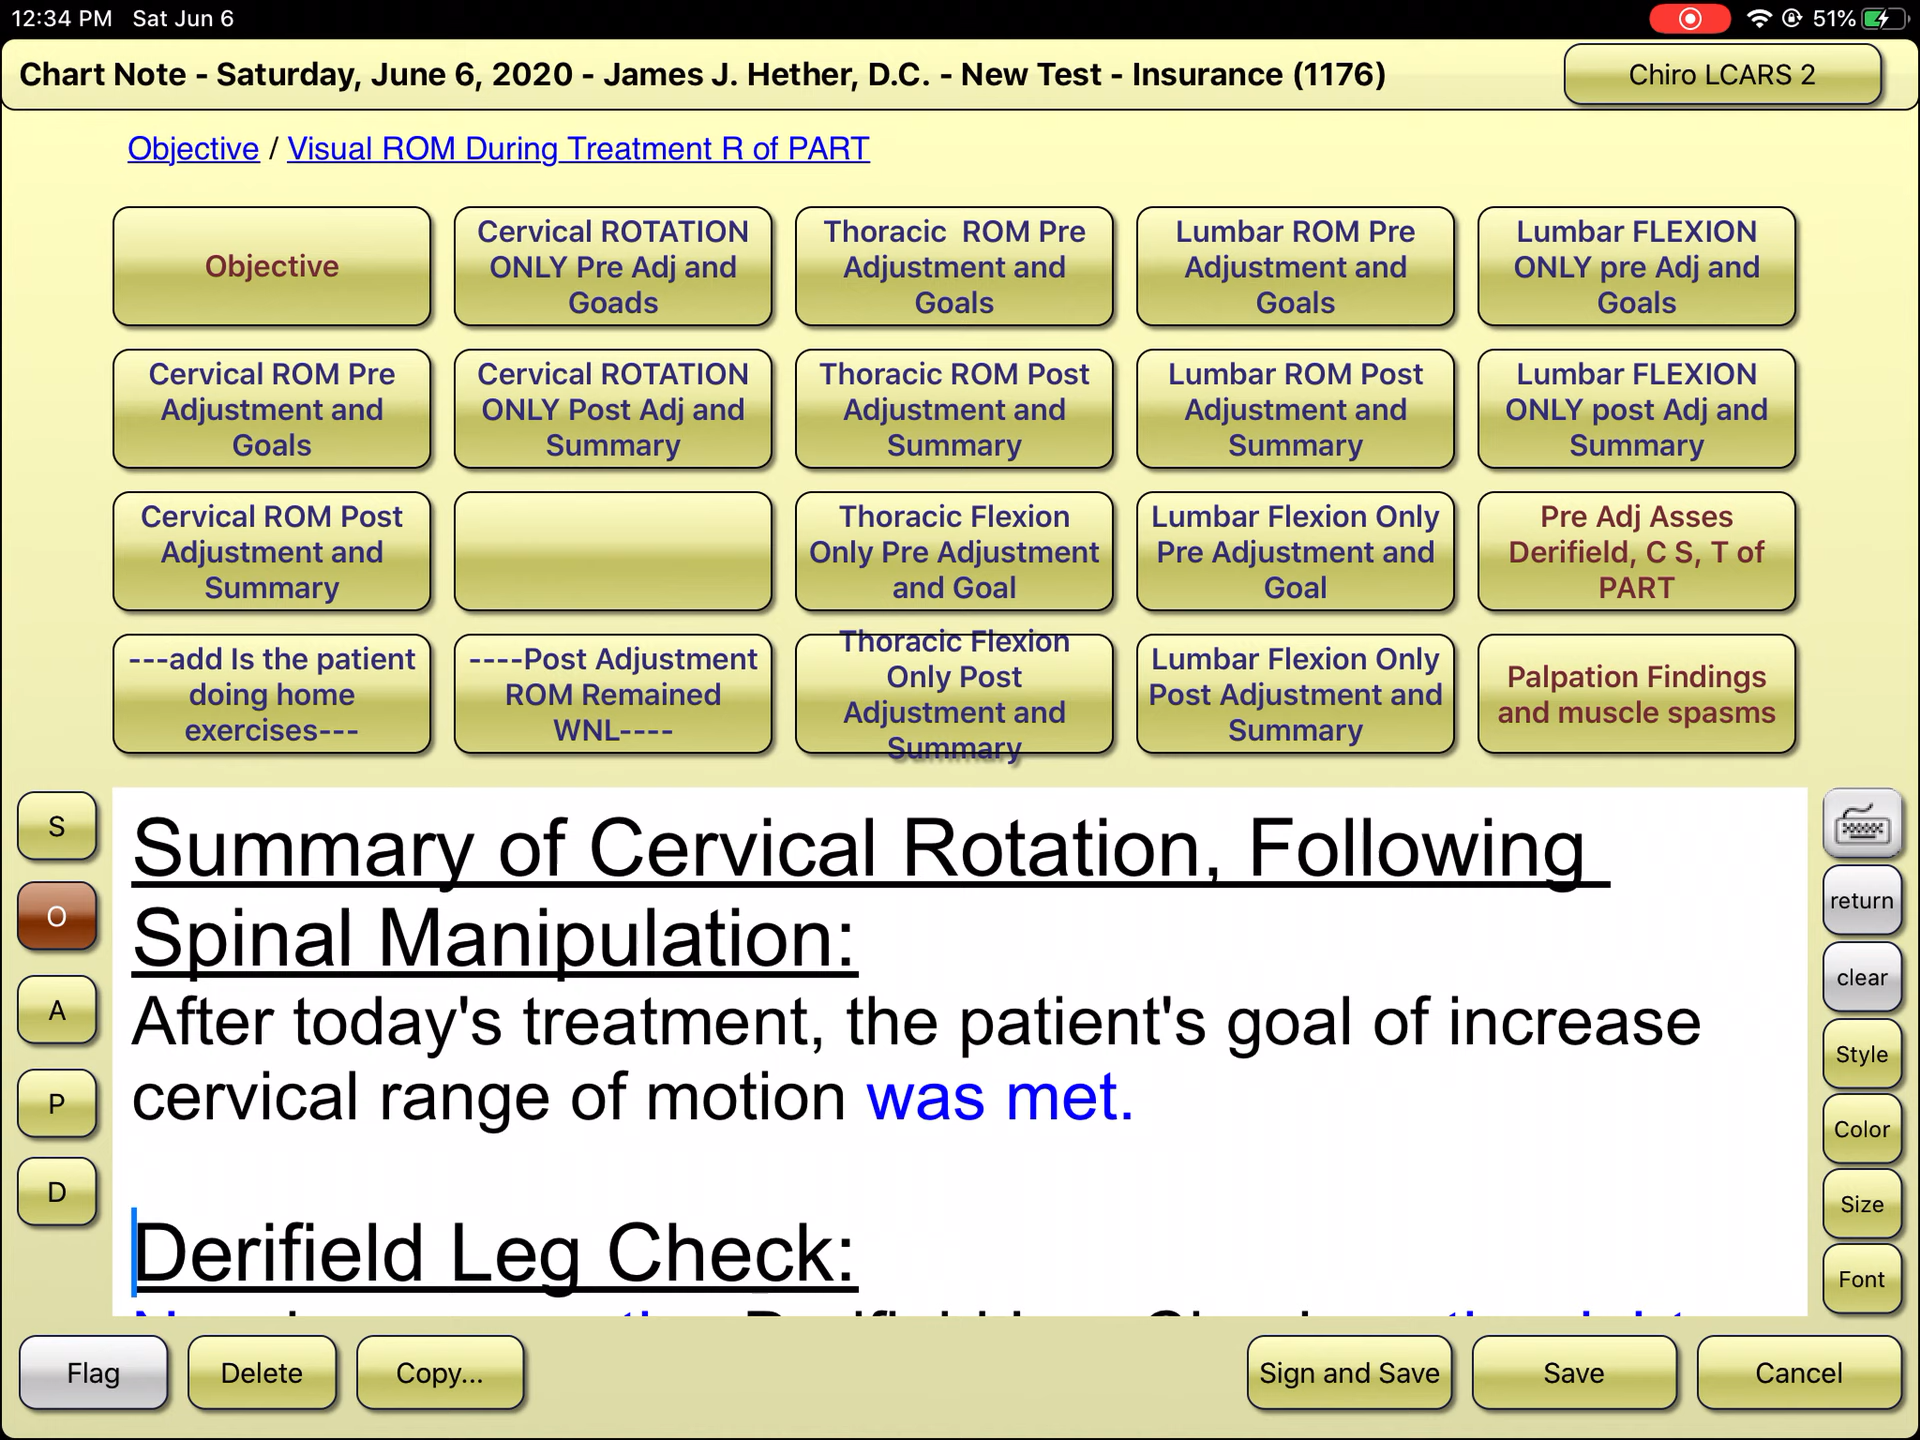 12:34 PM Sat Jun 6
51%
Chart Note - Saturday, June 6, 2020 - James J. Hether, D.C. - New Test - Insurance (1176)
Chiro LCARS 2
Objective / Visual ROM During Treatment R of PART
Objective
Cervical ROTATION
ONLY Pre Adj and
Goads
Thoracic  ROM Pre
Adjustment and
Goals
Lumbar ROM Pre
Adjustment and
Goals
Lumbar FLEXION
ONLY pre Adj and
Goals
Cervical ROM Pre
Adjustment and
Goals
Cervical ROTATION
ONLY Post Adj and
Summary
Thoracic ROM Post
Adjustment and
Summary
Lumbar ROM Post
Adjustment and
Summary
Lumbar FLEXION
ONLY post Adj and
Summary
Cervical ROM Post
Adjustment and
Summary
Thoracic Flexion
Only Pre Adjustment
and Goal
Lumbar Flexion Only
Pre Adjustment and
Goal
Pre Adj Asses
Derifield, C S, T of
PART
---add Is the patient
doing home
exercises---
----Post Adjustment
ROM Remained
WNL----
Thoracic Flexion
Only Post
Adjustment and
Summary
Lumbar Flexion Only
Post Adjustment and
Summary
Palpation Findings
and muscle spasms
S
O
A
P
D
Summary of Cervical Rotation, Following
Spinal Manipulation:
After today's treatment, the patient's goal of increase
cervical range of motion was met.
Derifield Leg Check:
return
clear
Style
Color
Size
Font
Flag
Delete
Copy...
Sign and Save
Save
Cancel